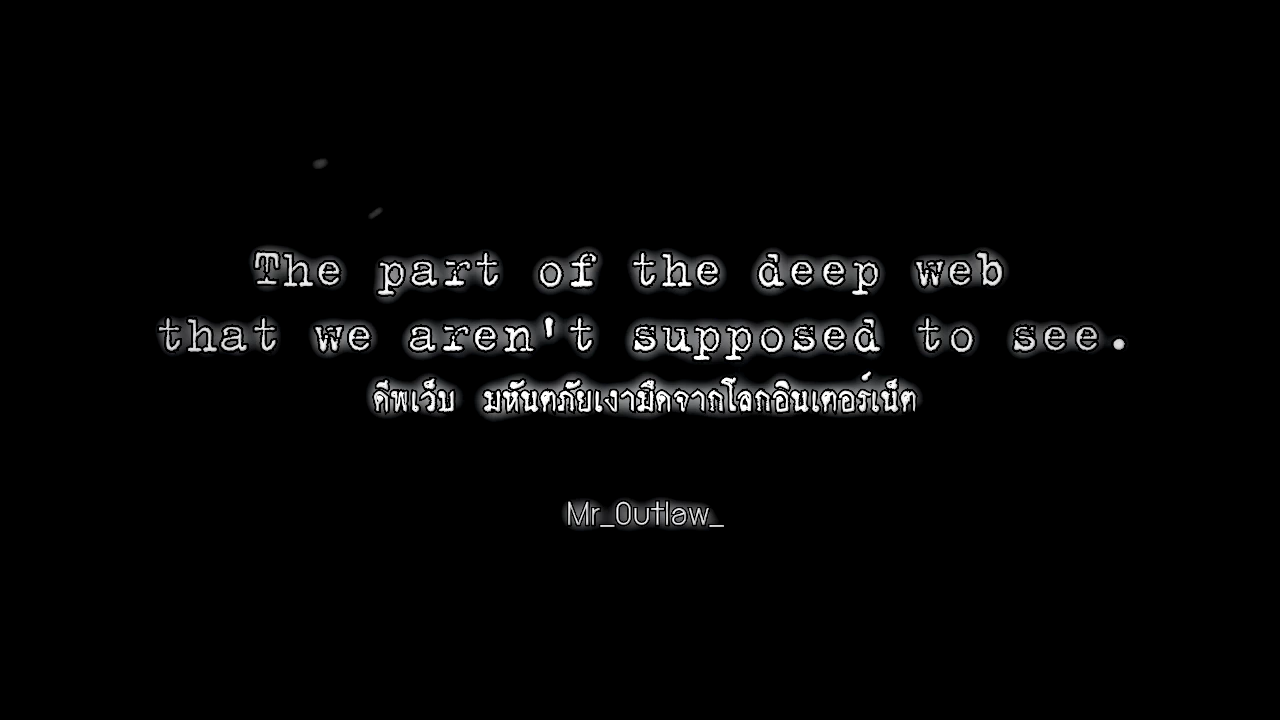 The part of the deep web
that we aren't supposed to see.
ดีพเว็บ มหันตภัยเงามืดจากโลกอินเตอร์เน็ต
Mr_0utlaw_